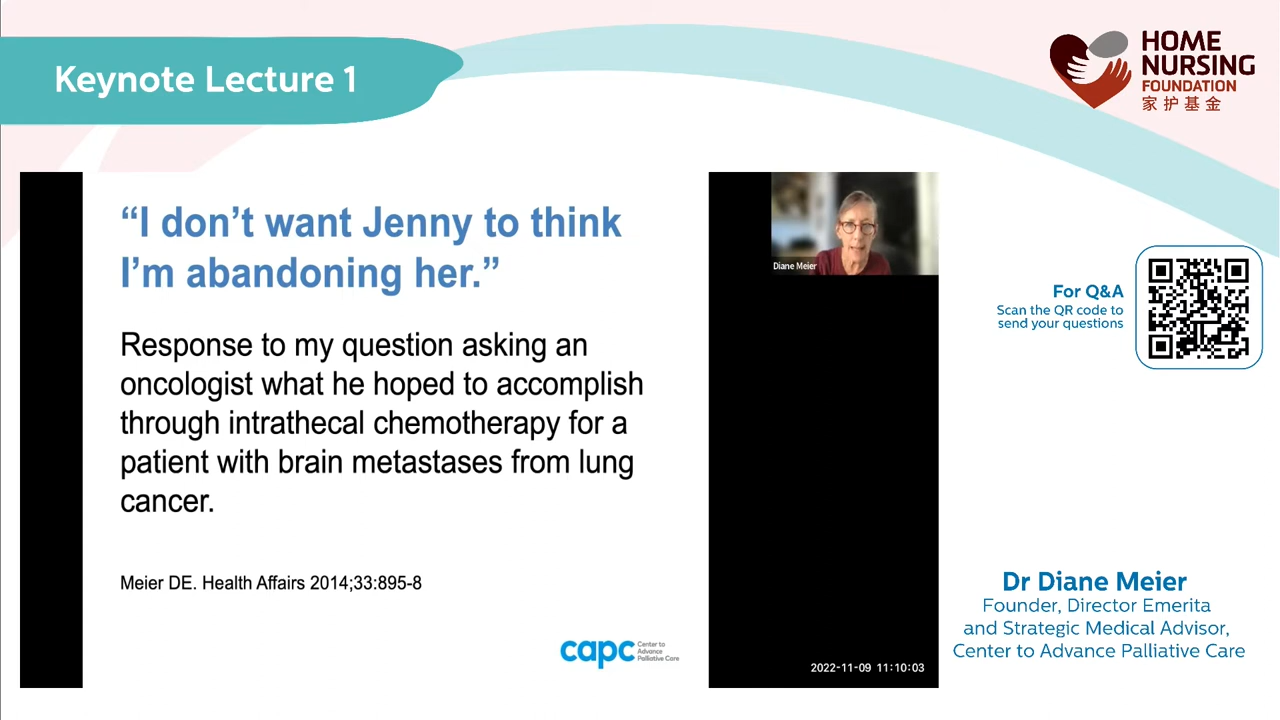 Keynote Lecture 1
HOME
NURSING
FOUNDATION
家护基金
“I don’t want Jenny to think
I’m abandoning her.”
Response to my question asking an
oncologist what he hoped to accomplish
through intrathecal chemotherapy for a
patient with brain metastases from lung
cancer.
Meier DE. Health Affairs 2014;33:895-8
capc Center to
Advance
Palliative Care
Diane Meier
2022-11-09 11:10:03
For Q&A
Scan the QR code to
send your questions
Dr Diane Meier
Founder, Director Emerita
and Strategic Medical Advisor,
Center to Advance Palliative Care